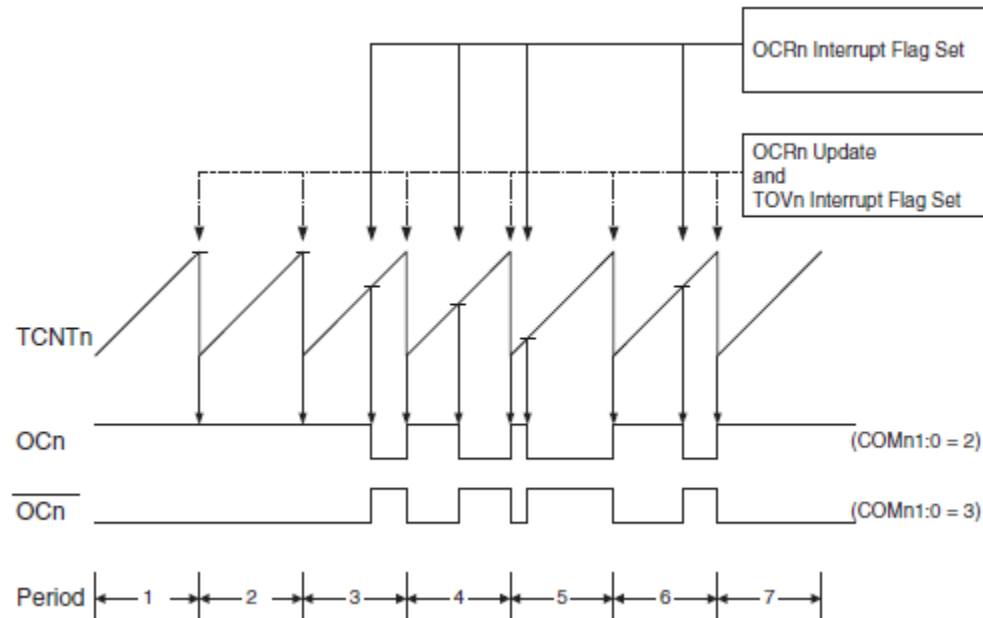 OCRn Interrupt Flag Set
OCRn Update
and
TOVn Interrupt Flag Set
TCNTn
OCn
(COMn1:0 = 2)
OCn
(COMn1:0 = 3)
Period 1 2 3 4 5 6 7